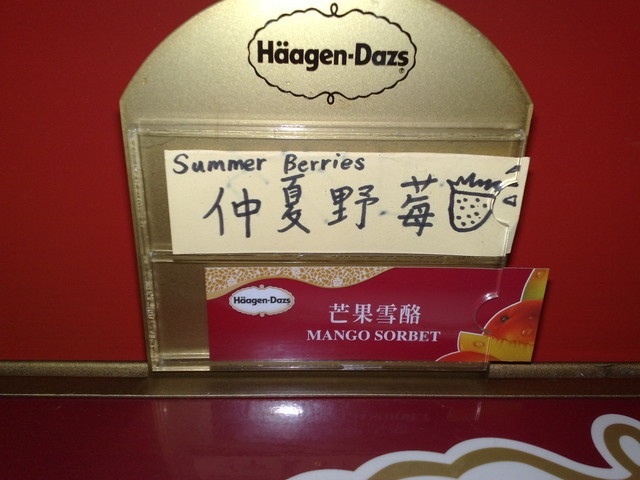 Häagen-Dazs
Summer Berries
仲夏野莓
Häagen-Dazs
芒果雪酪
MANGO SORBET